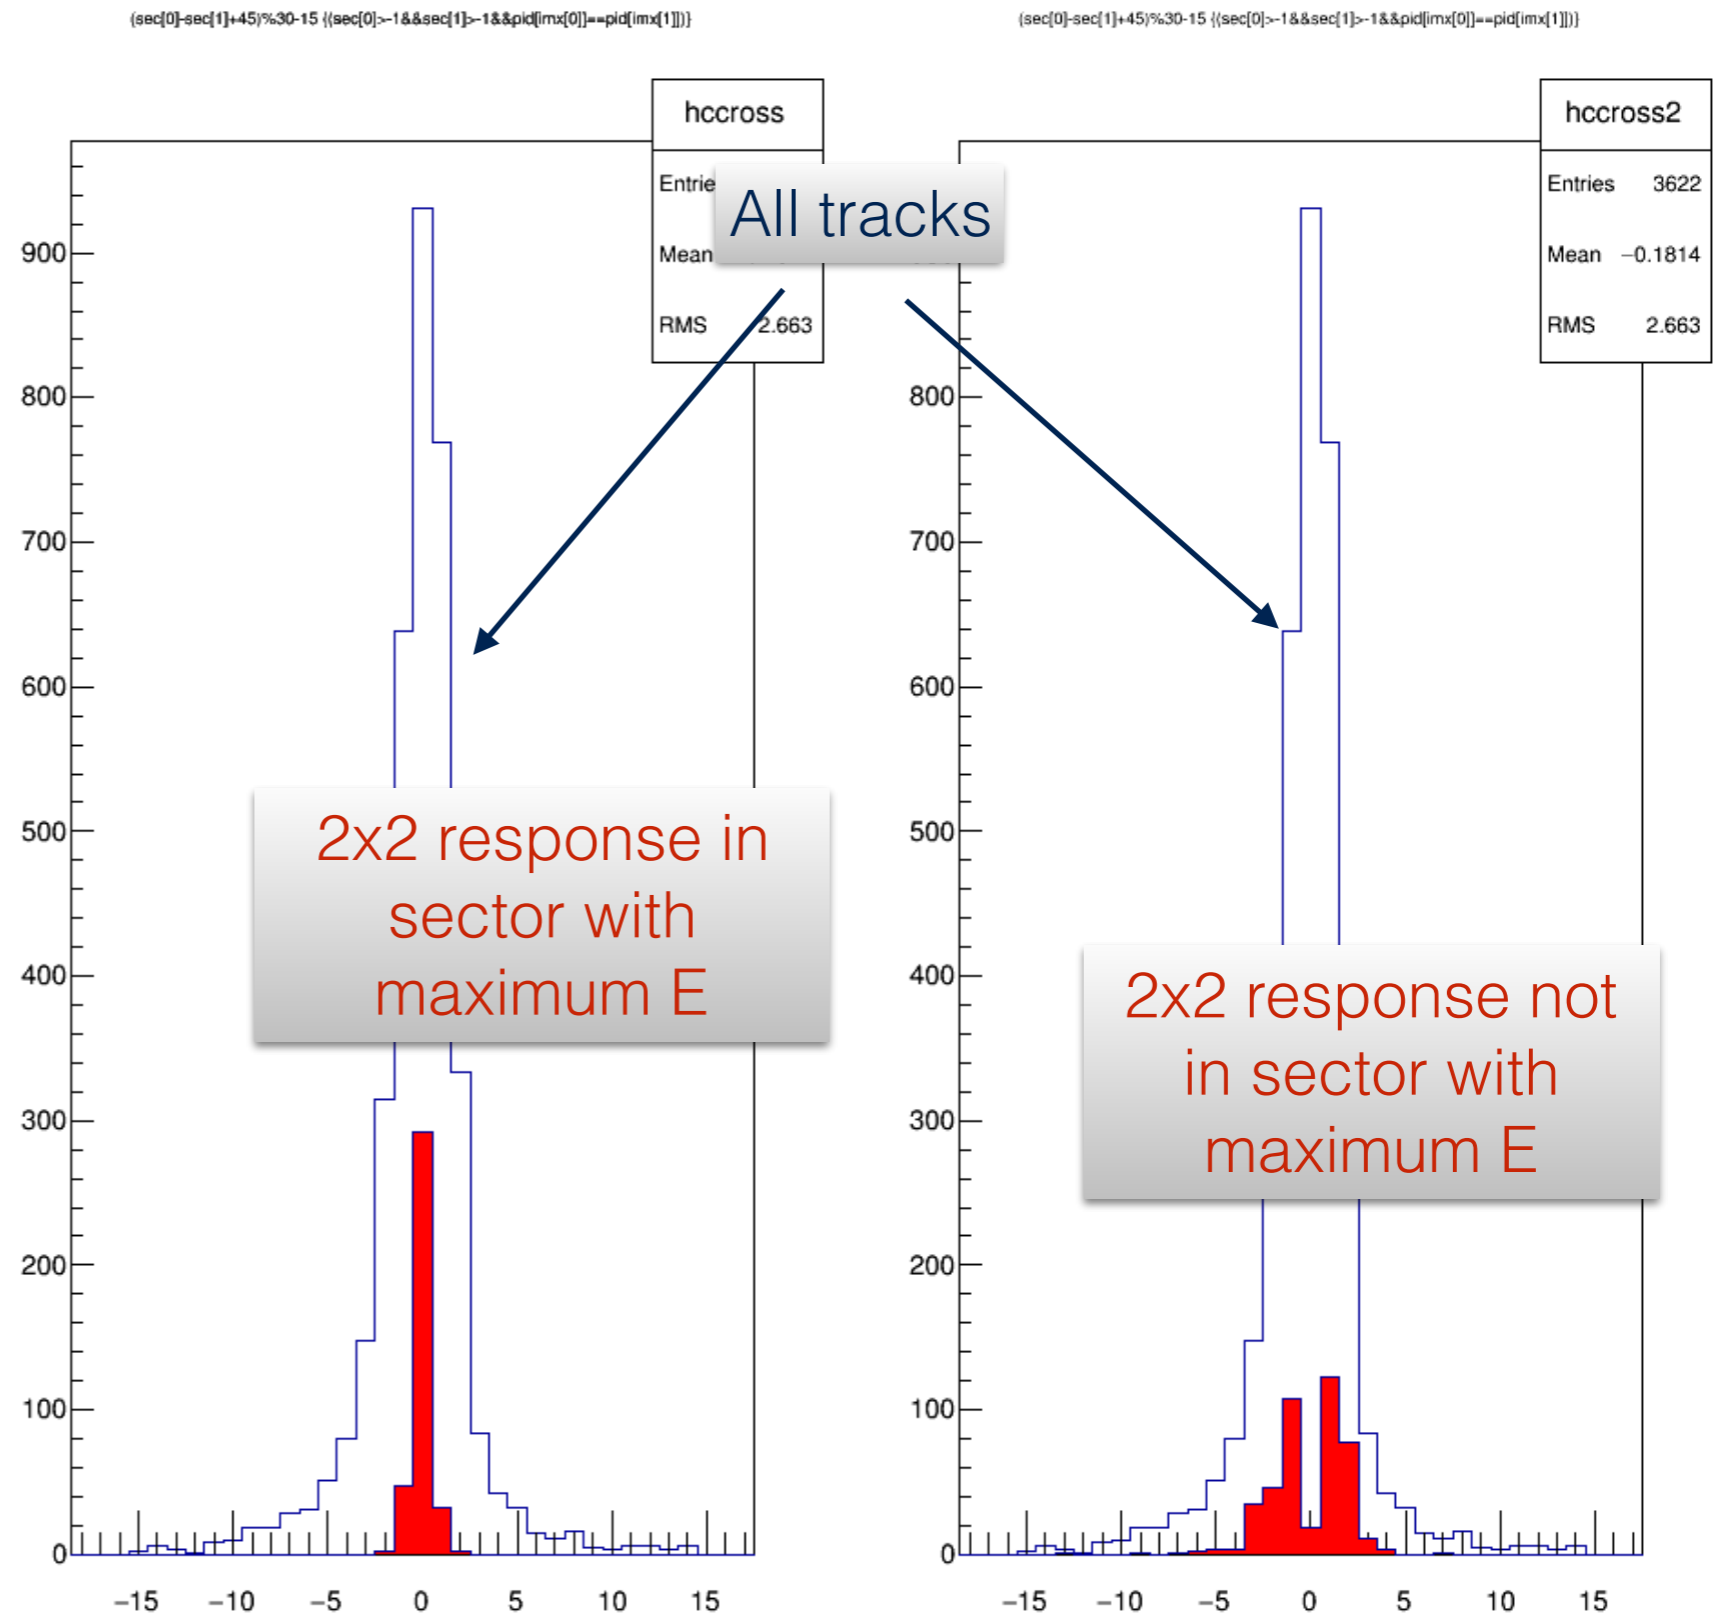 (sec[0]-sec[1]+45)%30-15 {(sec[0]>-1&&sec[1]>-1&&pid[imx[0]]==pid[imx[1]])}
(sec[0]-sec[1]+45)%30-15 {(sec[0]>-1&&sec[1]>-1&&pid[imx[0]]==pid[imx[1]])}
hccross
Entrie
Mean
RMS 2.663
hccross2
Entries 3622
Mean −0.1814
RMS 2.663
All tracks
900
800
700
600
500
400
300
200
100
0
−15 −10 −5 0 5 10 15
2x2 response in
sector with
maximum E
800
700
600
500
400
300
200
100
0
−15 −10 −5 0 5 10 15
2x2 response not
in sector with
maximum E